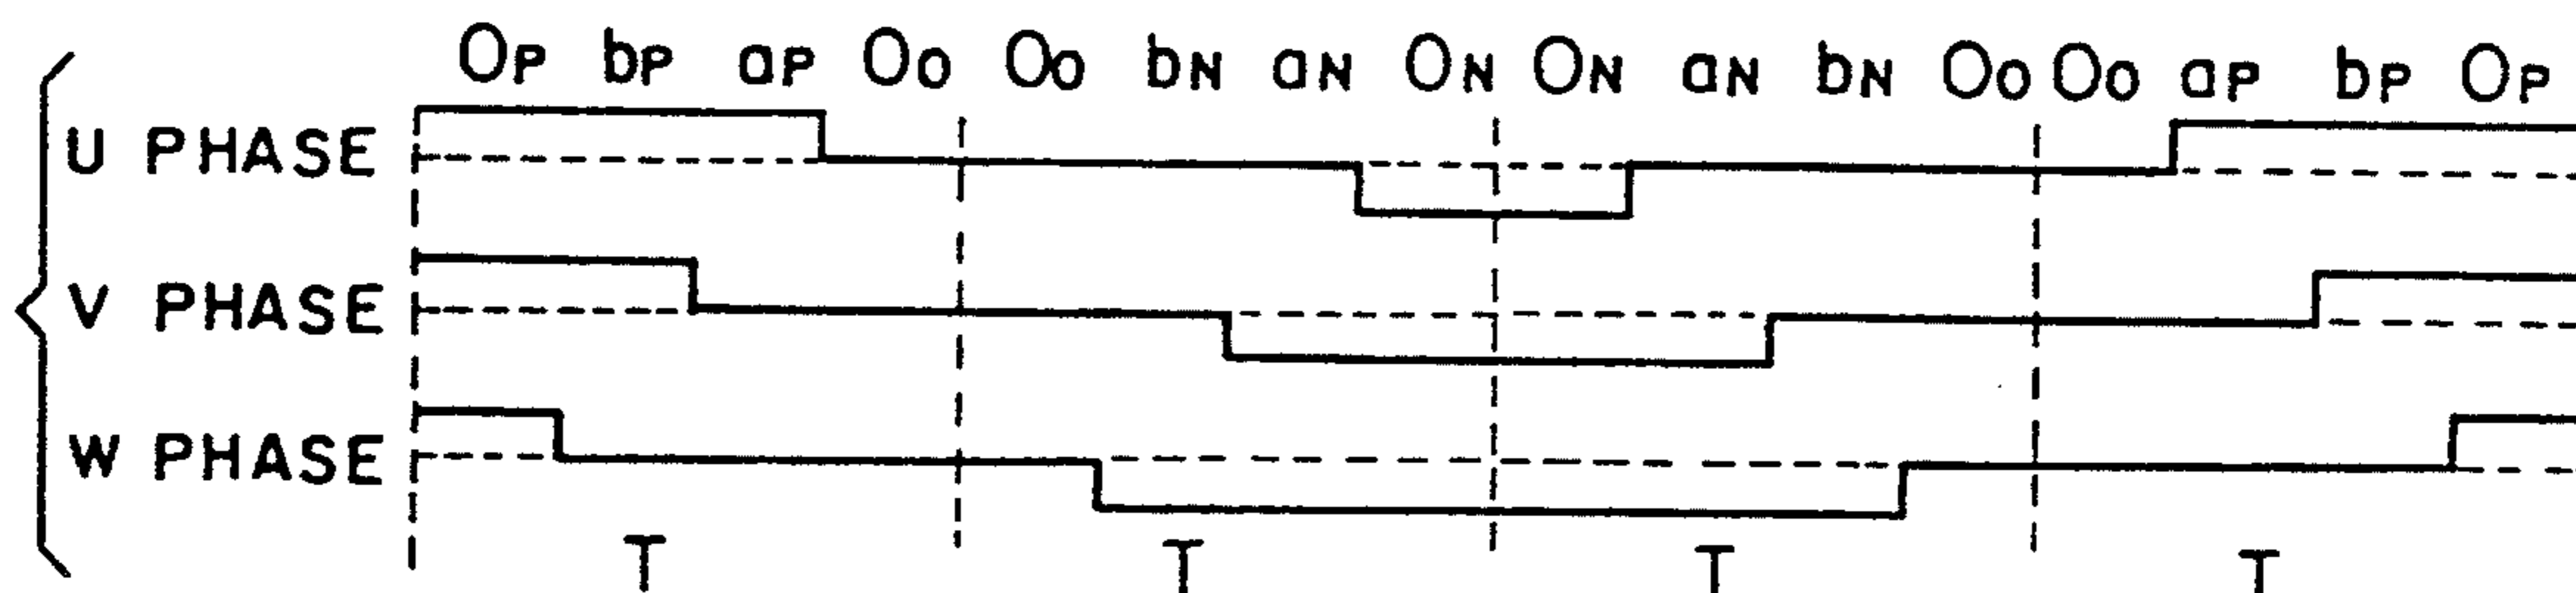 OP bP aP OO OO bN aN ON ON aN bN OO OO aP bP OP
U PHASE
V PHASE
W PHASE
T T T T